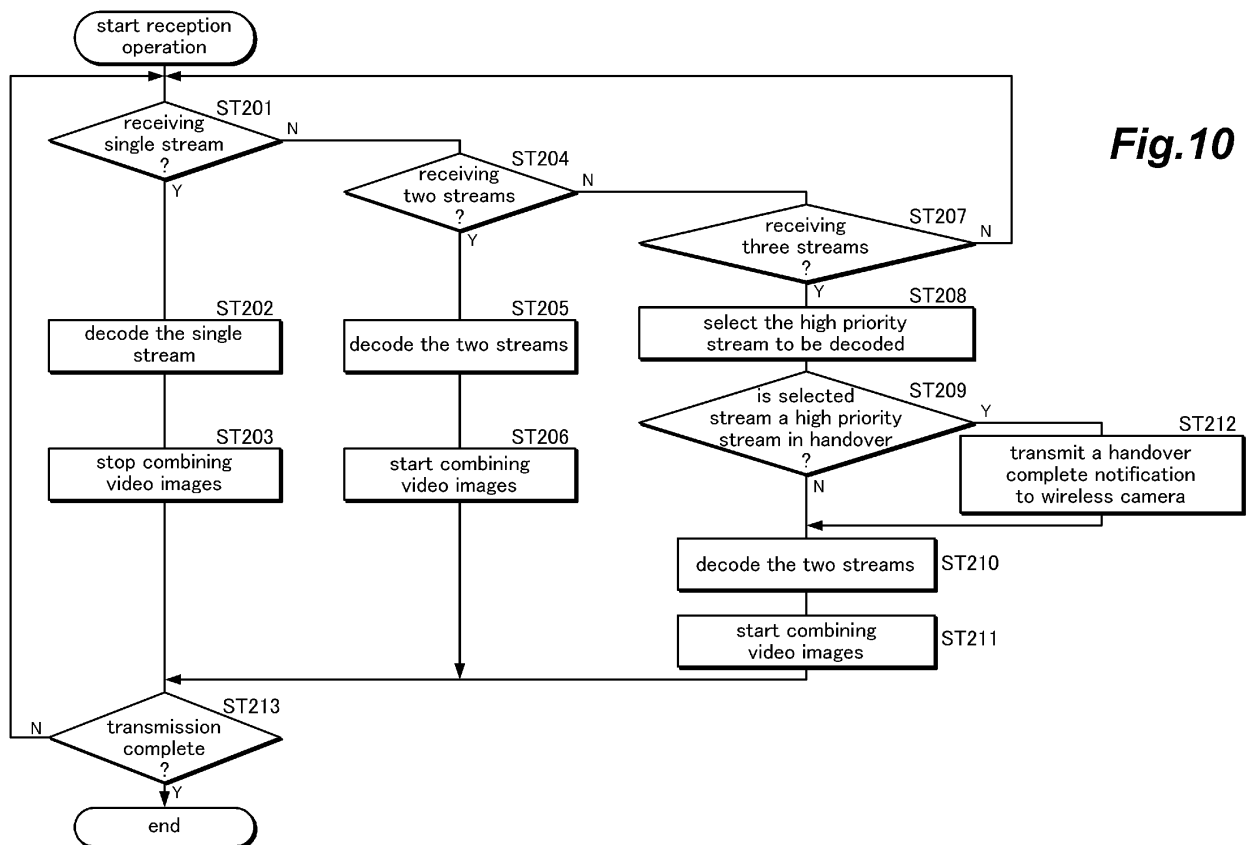 start reception
operation
Fig.10
ST201
receiving
single stream
?
N
Y
ST204
receiving
two streams
?
N
Y
ST207
receiving
three streams
?
N
Y
ST202
decode the single
stream
ST205
decode the two streams
ST208
select the high priority
stream to be decoded
ST209
is selected
stream a high priority
stream in handover
?
Y
N
ST212
transmit a handover
complete notification
to wireless camera
ST203
stop combining
video images
ST206
start combining
video images
decode the two streams
ST210
start combining
video images
ST211
ST213
transmission
complete
?
N
Y
end